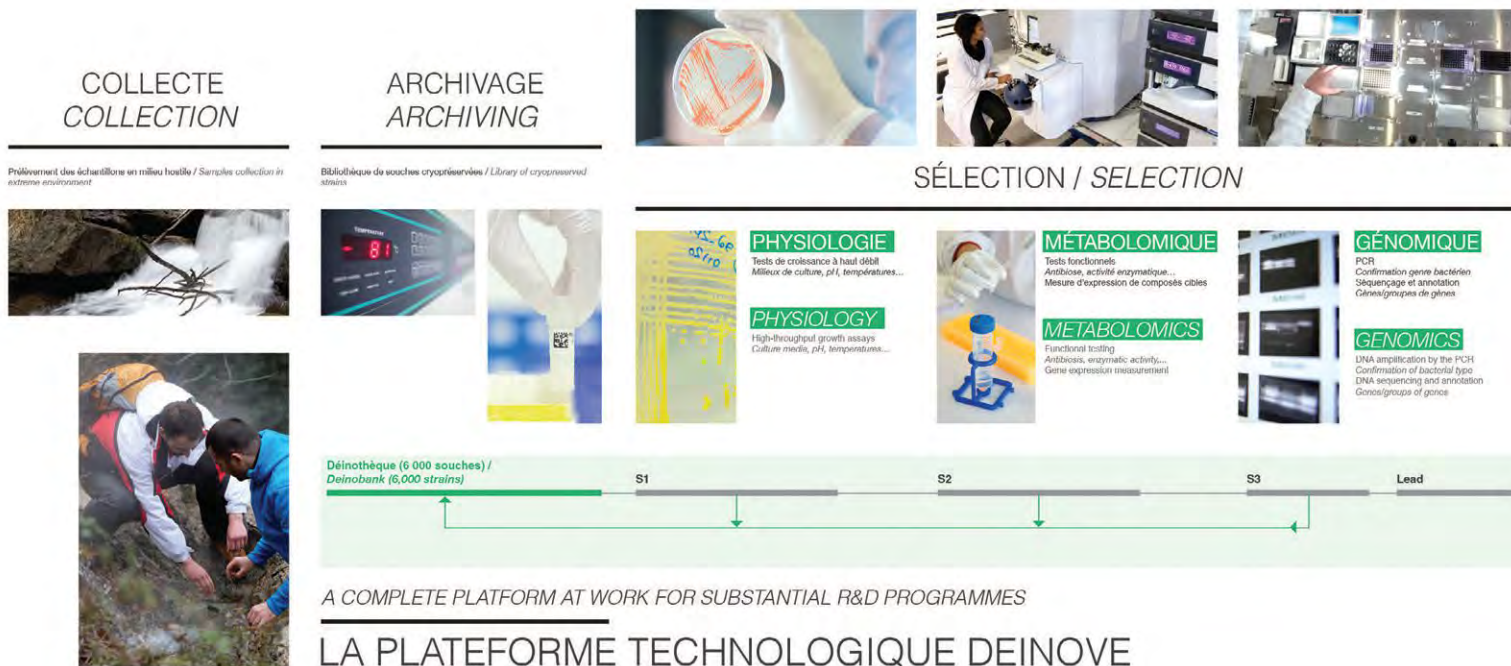 COLLECTE
COLLECTION
Prélèvement des échantillons en milieu hostile / Samples collection in
extreme environment
ARCHIVAGE
ARCHIVING
Bibliothèque de souches cryopréservées / Library of cryopreserved
strains
TEMPERATURE
81
SÉLECTION / SELECTION
PHYSIOLOGIE
Tests de croissance à haut débit
Milieux de culture, pH, températures...
PHYSIOLOGY
High-throughput growth assays
Culture media, pH, temperatures...
MÉTABOLOMIQUE
Tests fonctionnels
Antibiose, activité enzymatique...
Mesure d'expression de composés cibles
METABOLOMICS
Functional testing
Antibiosis, enzymatic activity,...
Gene expression measurement
GÉNOMIQUE
PCR
Confirmation genre bactérien
Séquençage et annotation
Gènes/groupes de gènes
GENOMICS
DNA amplification by the PCR
Confirmation of bacterial type
DNA sequencing and annotation
Genes/groups of genes
Déinothèque (6 000 souches) /
Deinobank (6,000 strains)
S1
S2
S3
Lead
A COMPLETE PLATFORM AT WORK FOR SUBSTANTIAL R&D PROGRAMMES
LA PLATEFORME TECHNOLOGIQUE DEINOVE